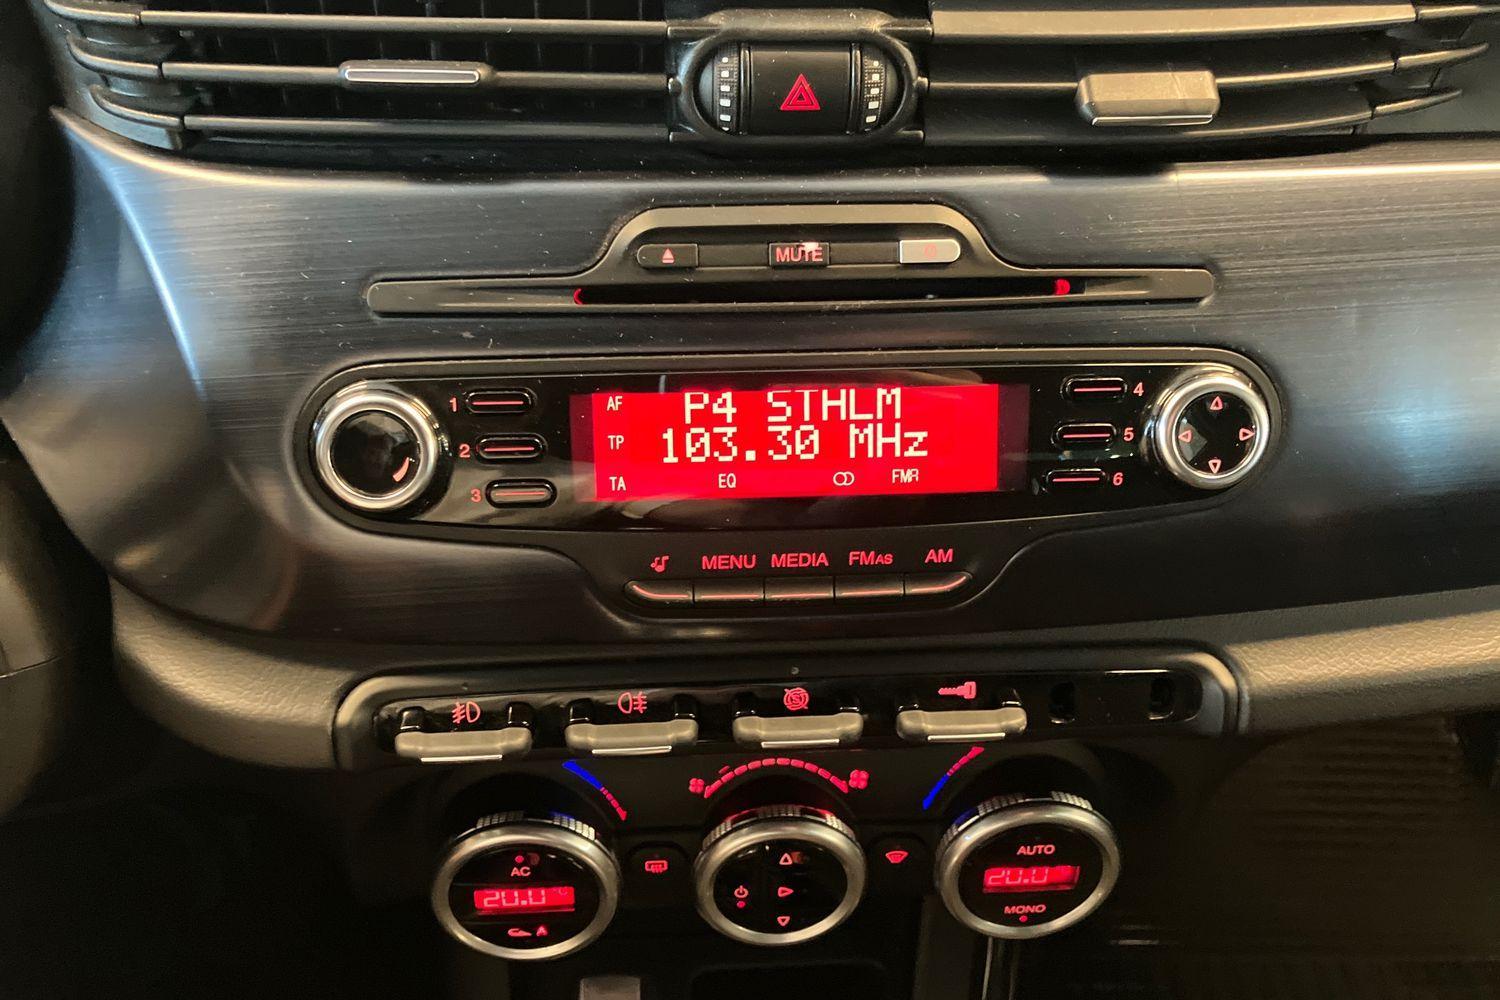 MUTE
1
2
3
AF P4 STHLM
TP 103.30 MHz
TA EQ FMR
4
5
6
MENU MEDIA FMAS AM
AC
20.0 °C
A
AUTO
20.0
MONO